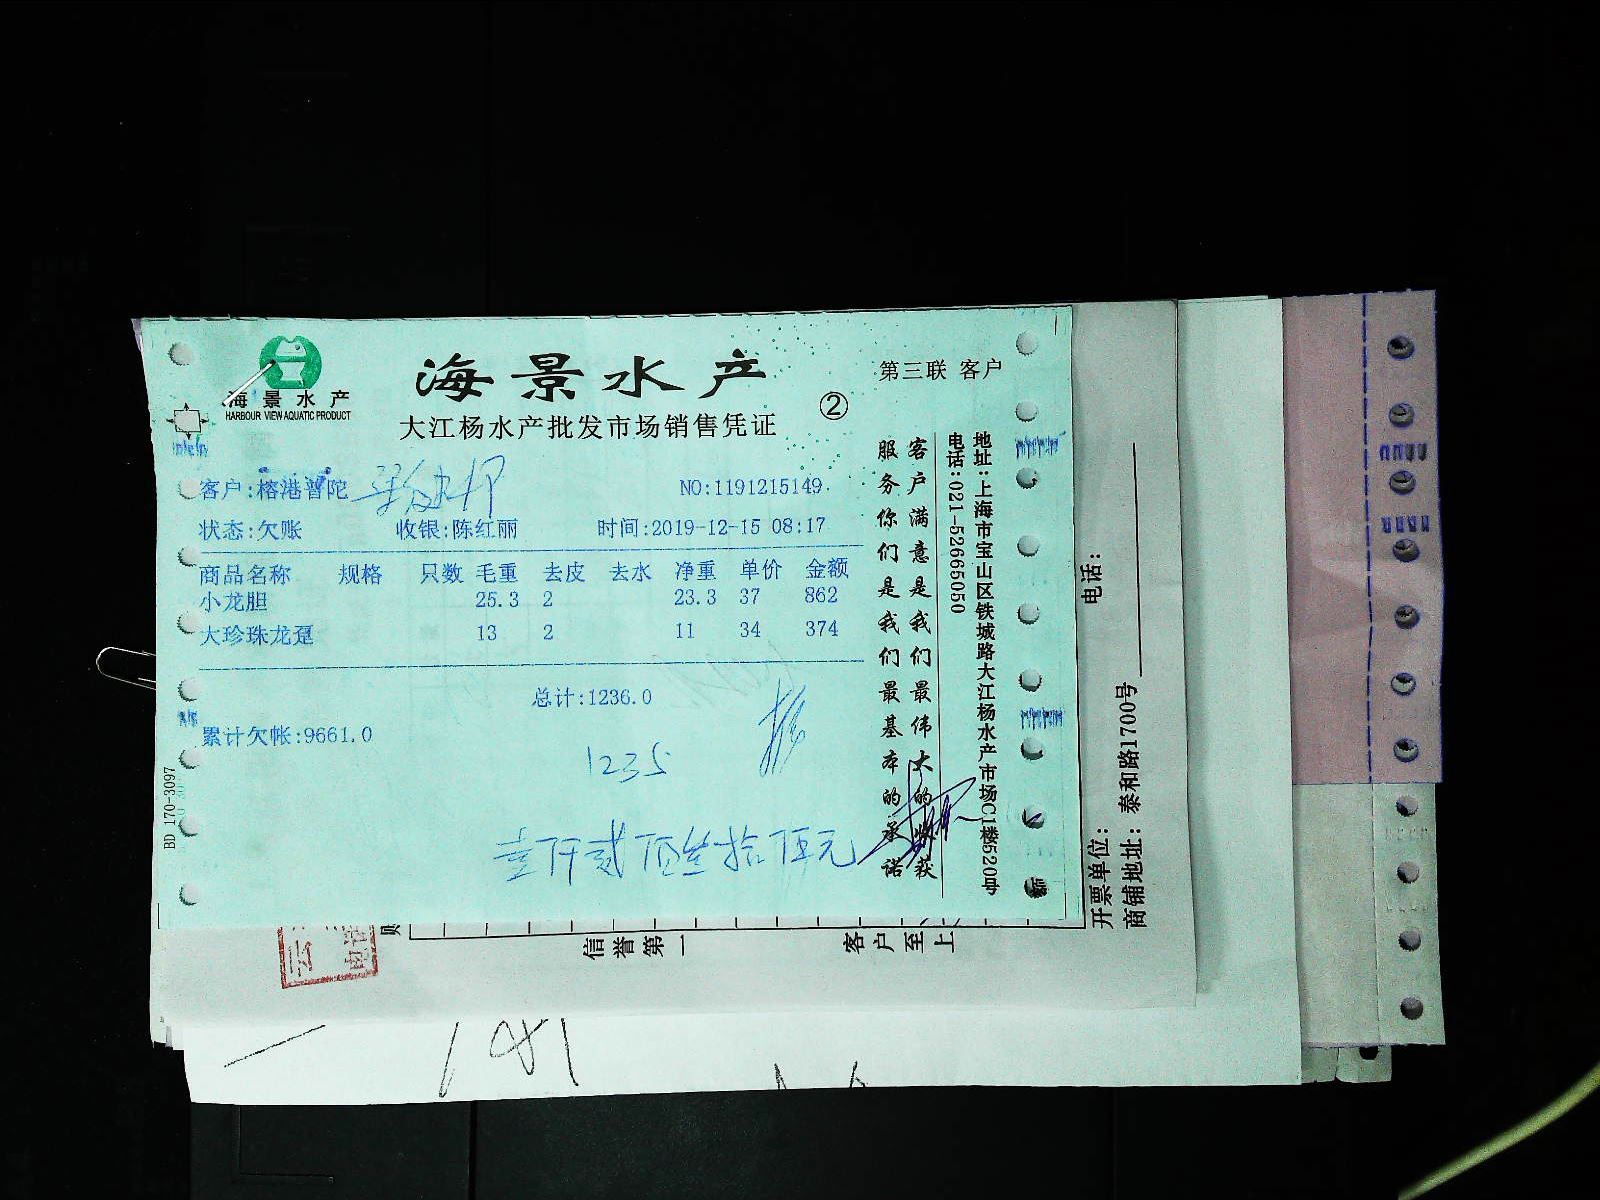 海景水产
HARBOUR VIEW AQUATIC PRODUCT
海景水产
大江杨水产批发市场销售凭证
②
第三联 客户
客户:榕港普陀
NO:1191215149
状态:欠账 收银:陈红丽 时间:2019-12-15 08:17
商品名称 规格 只数 毛重 去皮 去水 净重 单价 金额
小龙胆 25.3 2 23.3 37 862
大珍珠龙趸 13 2 11 34 374
总计:1236.0
累计欠帐:9661.0
1235
壹仟贰佰叁拾伍元
BD 170-3097
客户满意是我们最伟大的收获
服务你们是我们最基本的承诺
地址:上海市宝山区铁城路大江杨水产市场C1楼520号
电话:021-52665050
电话:
开票单位:
商铺地址:泰和路1700号
信誉第一
客户至上